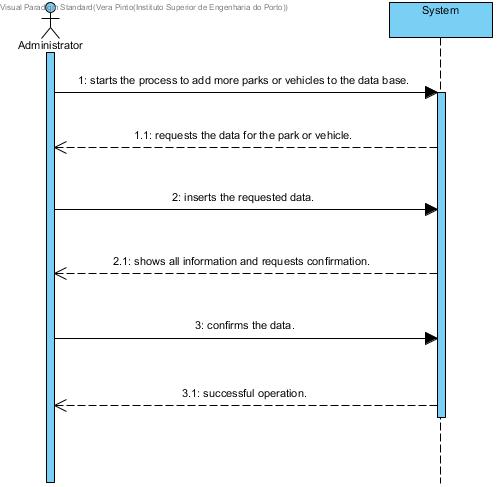 Visual Paradigm Standard(Vera Pinto(Instituto Superior de Engenharia do Porto))
System
Administrator
1: starts the process to add more parks or vehicles to the data base.
1.1: requests the data for the park or vehicle.
2: inserts the requested data.
2.1: shows all information and requests confirmation.
3: confirms the data.
3.1: successful operation.